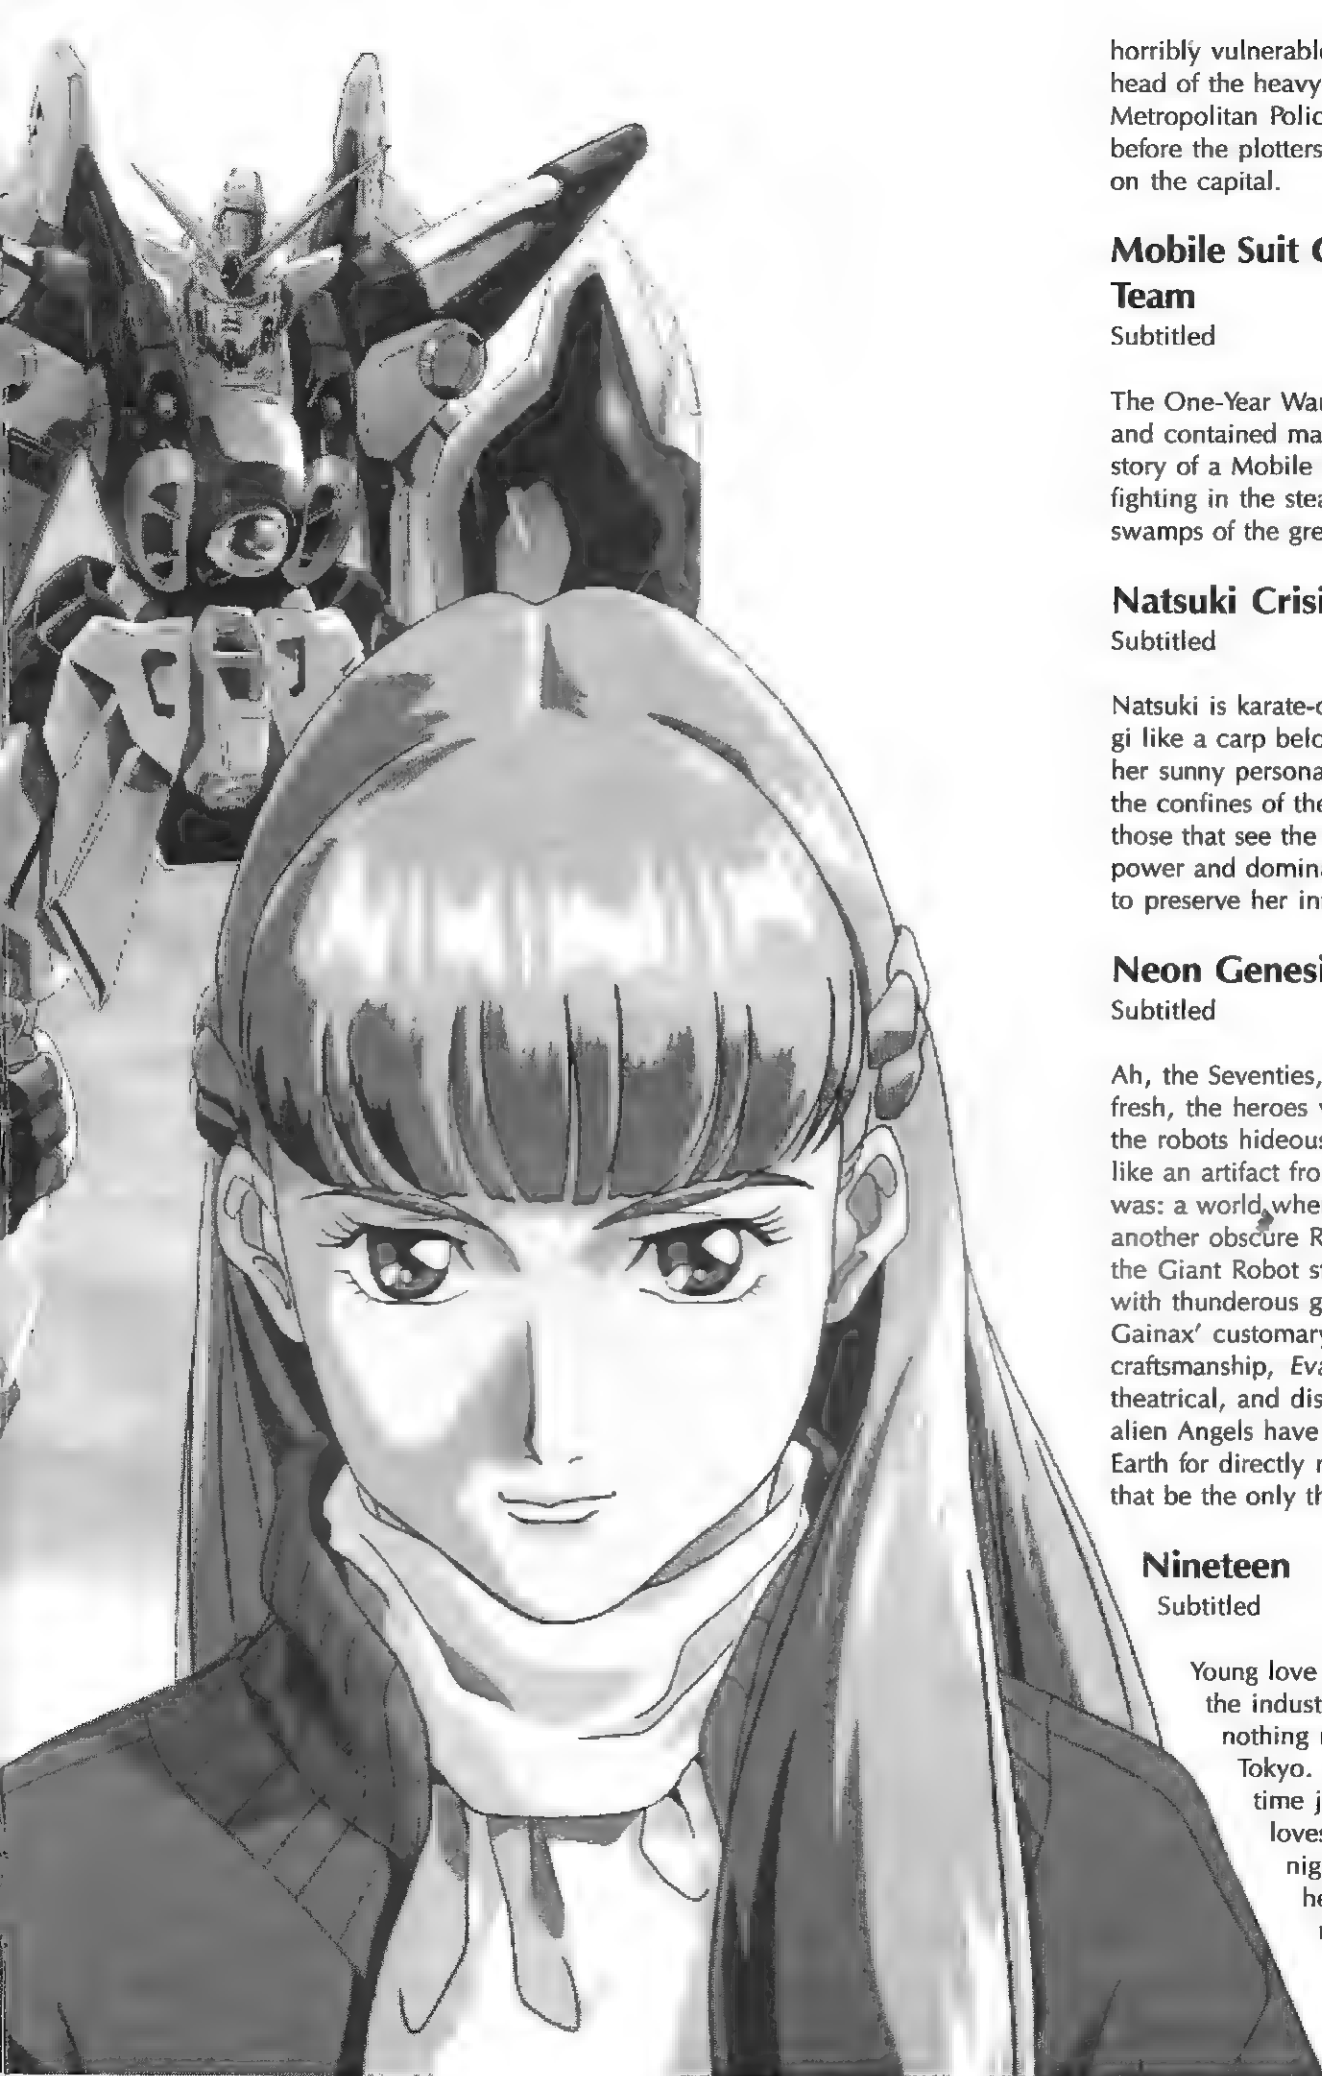 horribly vulnerable
head of the heavy
Metropolitan Polic
before the plotters
on the capital.
Mobile Suit G
Team
Subtitled
The One-Year War
and contained ma
story of a Mobile
fighting in the stea
swamps of the gre
Natsuki Crisi
Subtitled
Natsuki is karate-c
gi like a carp belo
her sunny persona
the confines of the
those that see the
power and domina
to preserve her in
Neon Genesi
Subtitled
Ah, the Seventies,
fresh, the heroes
the robots hideous
like an artifact fro
was: a world whe
another obscure R
the Giant Robot s
with thunderous g
Gainax' customary
craftsmanship, Eva
theatrical, and dis
alien Angels have
Earth for directly
that be the only th
Nineteen
Subtitled
Young love
the indust
nothing
Tokyo.
time j
loves
nig
he